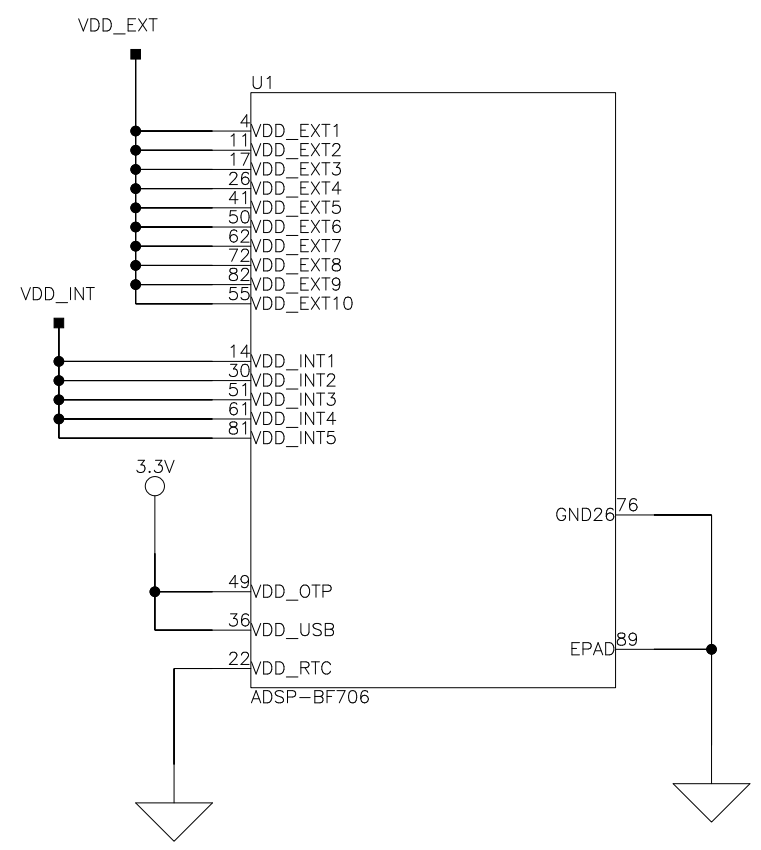 VDD_EXT
U1
4 VDD_EXT1
11 VDD_EXT2
17 VDD_EXT3
26 VDD_EXT4
41 VDD_EXT5
50 VDD_EXT6
62 VDD_EXT7
72 VDD_EXT8
82 VDD_EXT9
55 VDD_EXT10
VDD_INT
14 VDD_INT1
30 VDD_INT2
51 VDD_INT3
61 VDD_INT4
81 VDD_INT5
3.3V
GND26 76
49 VDD_OTP
36 VDD_USB
EPAD 89
22 VDD_RTC
ADSP-BF706